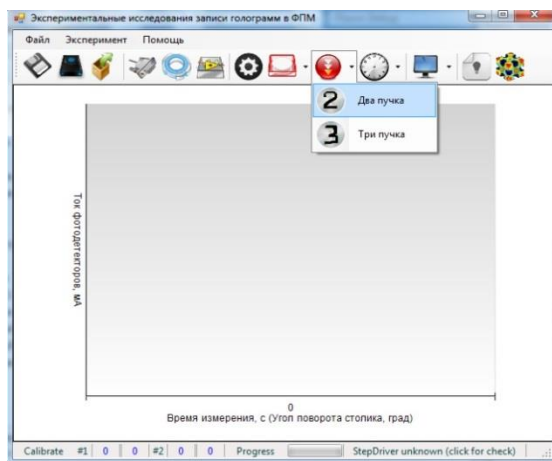 Экспериментальные исследования записи голограмм в ФПМ
Файл Эксперимент Помощь
2 Два пучка
3 Три пучка
Ток фотодетекторов, мА
0
Время измерения, с (Угол поворота столика, град)
Calibrate #1 0 0 #2 0 0 Progress StepDriver unknown (click for check)